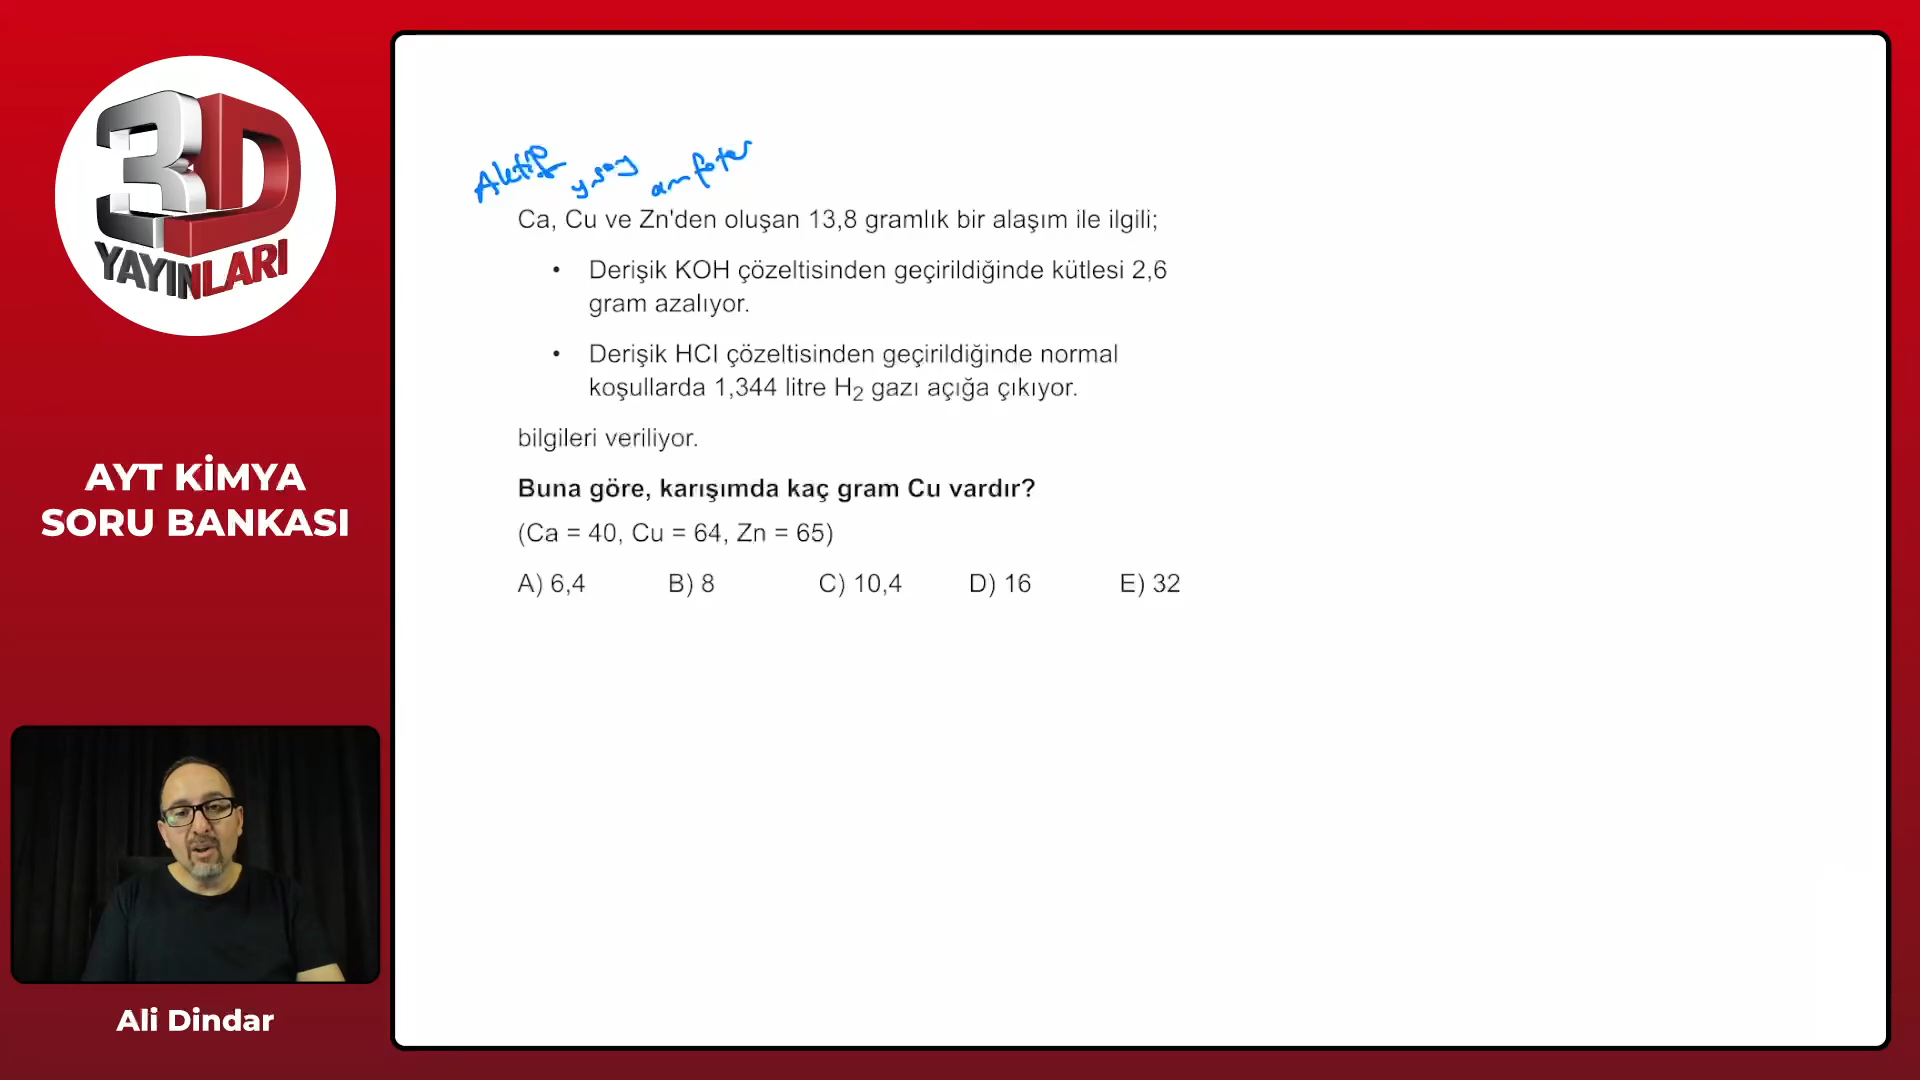 3D
YAYINLARI
AYT KİMYA
SORU BANKASI
Ali Dindar
Aktif y.soy amfoter
Ca, Cu ve Zn'den oluşan 13,8 gramlık bir alaşım ile ilgili;
• Derişik KOH çözeltisinden geçirildiğinde kütlesi 2,6
gram azalıyor.
• Derişik HCl çözeltisinden geçirildiğinde normal
koşullarda 1,344 litre H₂ gazı açığa çıkıyor.
bilgileri veriliyor.
Buna göre, karışımda kaç gram Cu vardır?
(Ca = 40, Cu = 64, Zn = 65)
A) 6,4 B) 8 C) 10,4 D) 16 E) 32